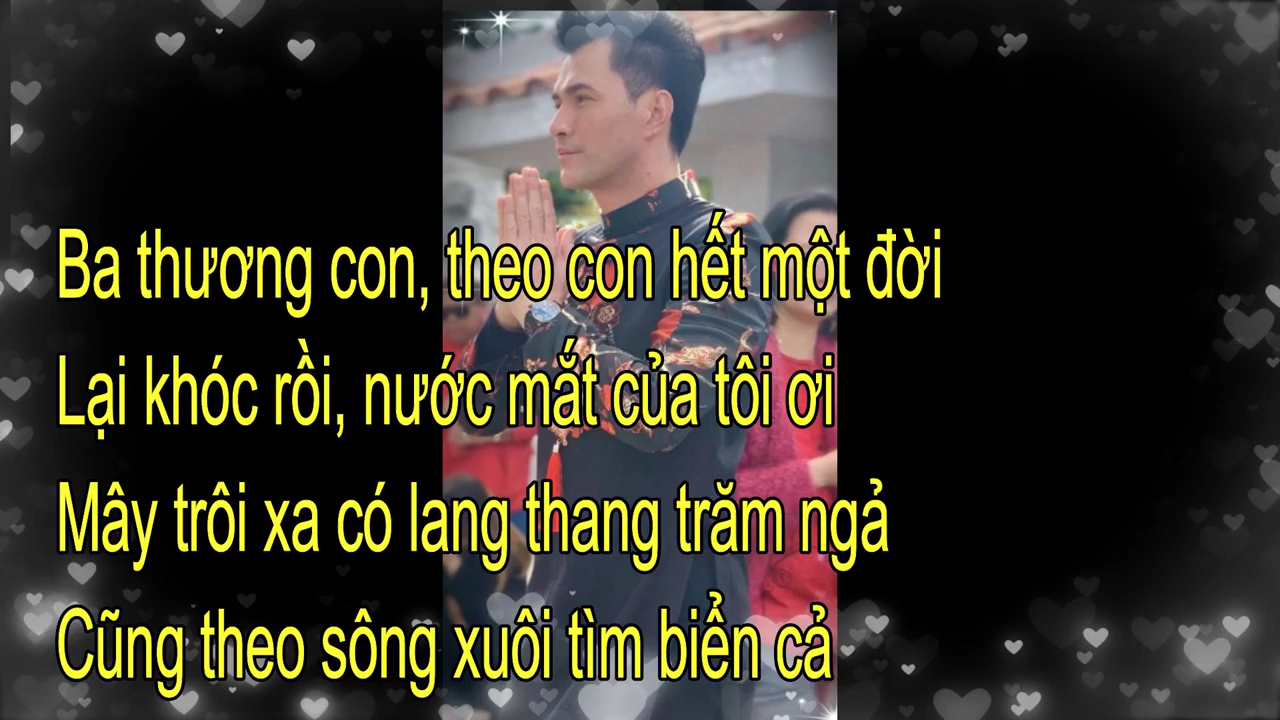 Ba thương con, theo con hết một đời
Lại khóc rồi, nước mắt của tôi ơi
Mây trôi xa có lang thang trăm ngả
Cũng theo sông xuôi tìm biển cả